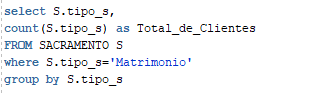 select S.tipo_s,
count(S.tipo_s) as Total_de_Clientes
FROM SACRAMENTO S
where S.tipo_s='Matrimonio'
group by S.tipo_s